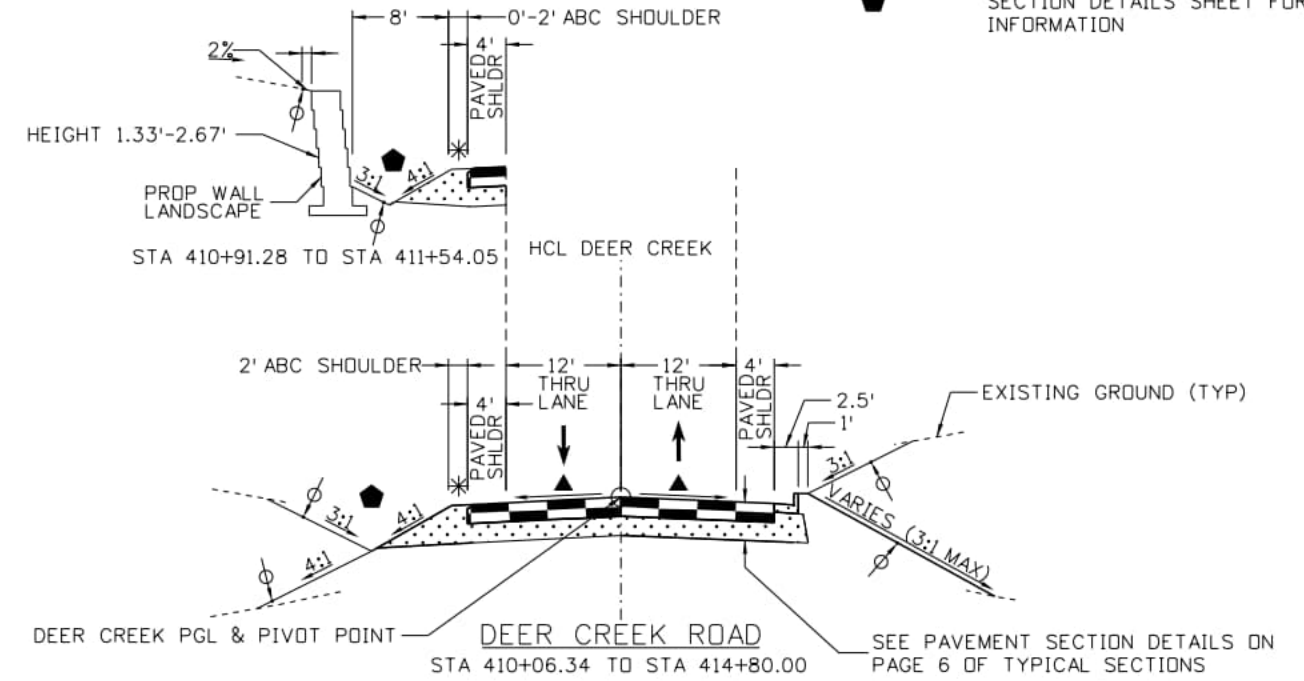 8'
0'-2' ABC SHOULDER
SECTION DETAILS SHEET FOR
INFORMATION
2%
4'
PAVED
SHLDR
HEIGHT 1.33'-2.67'
3:1
4:1
PROP WALL
LANDSCAPE
STA 410+91.28 TO STA 411+54.05
HCL DEER CREEK
2' ABC SHOULDER
4'
PAVED
SHLDR
12'
THRU
LANE
12'
THRU
LANE
4'
PAVED
SHLDR
2.5'
1'
EXISTING GROUND (TYP)
3:1
4:1
4:1
3:1
VARIES (3:1 MAX)
DEER CREEK PGL & PIVOT POINT
DEER CREEK ROAD
STA 410+06.34 TO STA 414+80.00
SEE PAVEMENT SECTION DETAILS ON
PAGE 6 OF TYPICAL SECTIONS